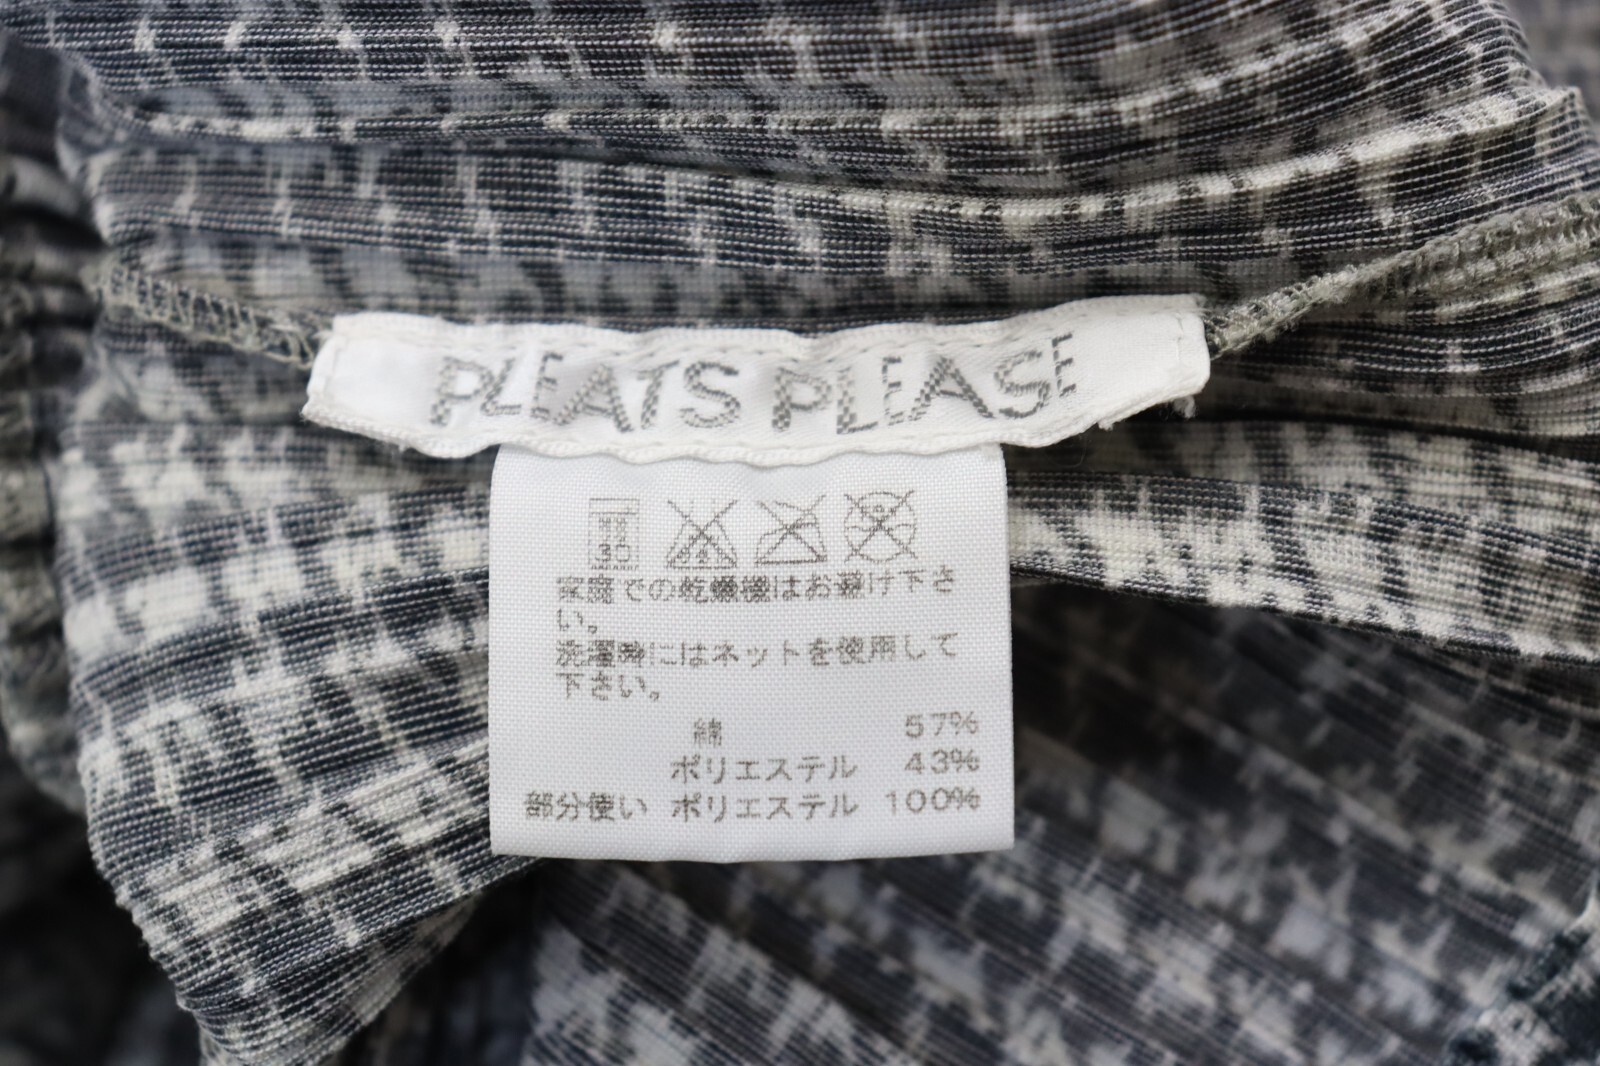 PLEATS PLEASE
30
家庭での乾燥機はお避け下さ
い。
洗濯時にはネットを使用して
下さい。
綿 57%
ポリエステル 43%
部分使い ポリエステル 100%